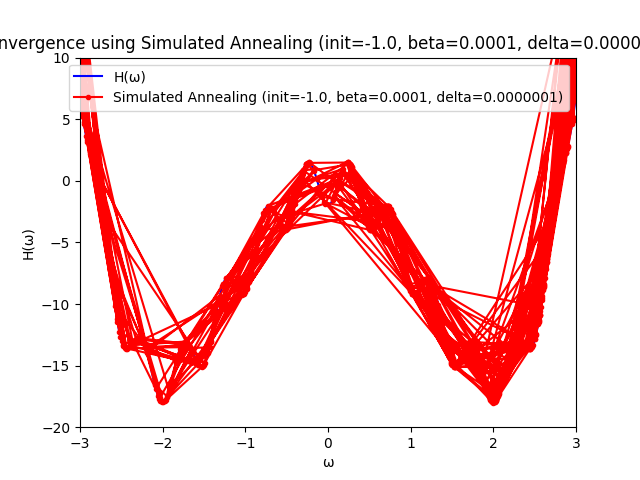 nvergence using Simulated Annealing (init=-1.0, beta=0.0001, delta=0.0000
H(ω)
Simulated Annealing (init=-1.0, beta=0.0001, delta=0.0000001)
10
5
0
−5
−10
−15
−20
H(ω)
−3 −2 −1 0 1 2 3
ω